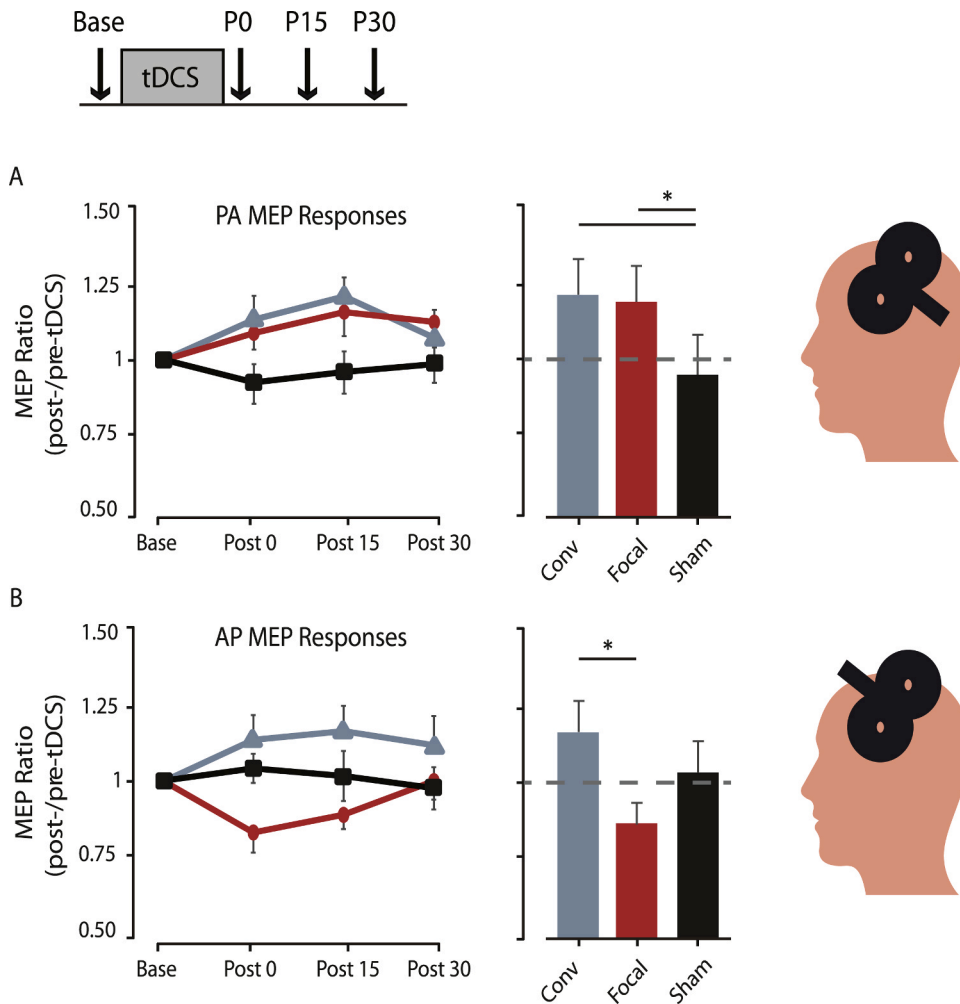 Base P0 P15 P30
tDCS
A
PA MEP Responses
*
MEP Ratio
(post-/pre-tDCS)
1.50
1.25
1
0.75
0.50
Base Post 0 Post 15 Post 30
Conv Focal Sham
B
AP MEP Responses
*
MEP Ratio
(post-/pre-tDCS)
1.50
1.25
1
0.75
0.50
Base Post 0 Post 15 Post 30
Conv Focal Sham